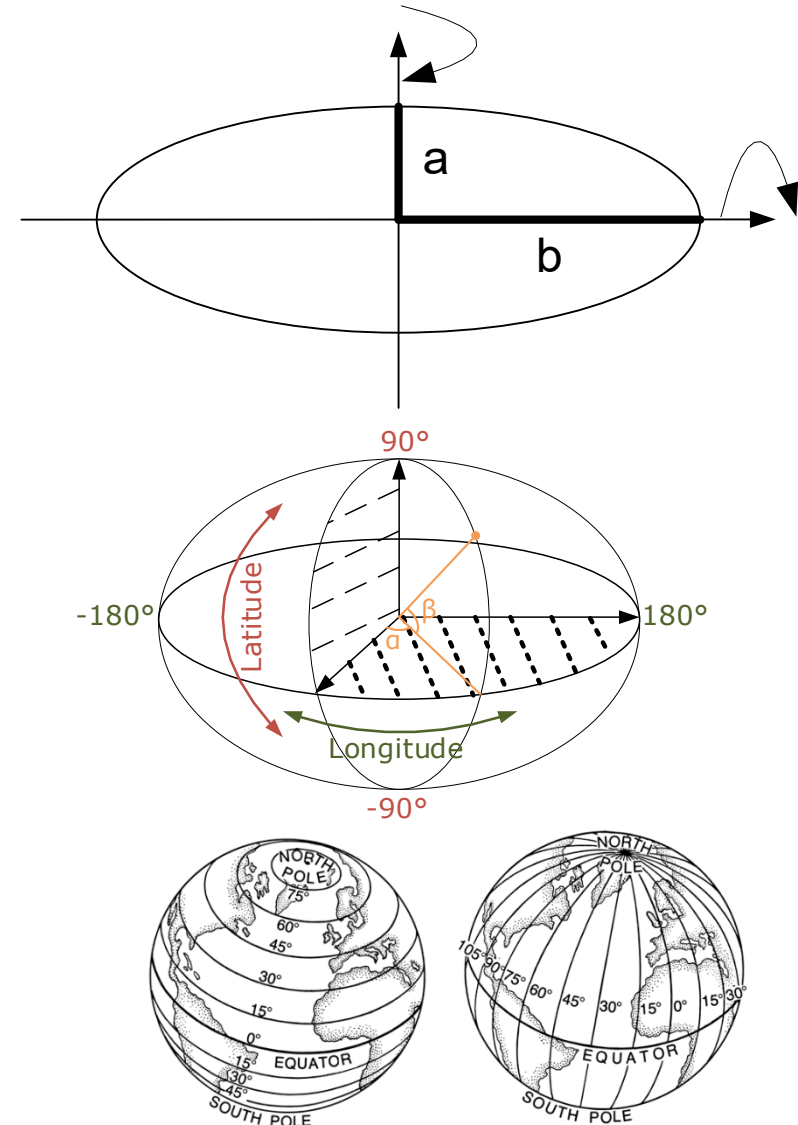 a
b
90°
-180°
180°
Latitude
β
α
Longitude
-90°
NORTH
POLE
75°
60°
45°
30°
15°
0°
EQUATOR
15°
30°
45°
SOUTH POLE
NORTH
POLE
105° 90° 75° 60° 45° 30° 15° 0° 15° 30°
EQUATOR
SOUTH POLE